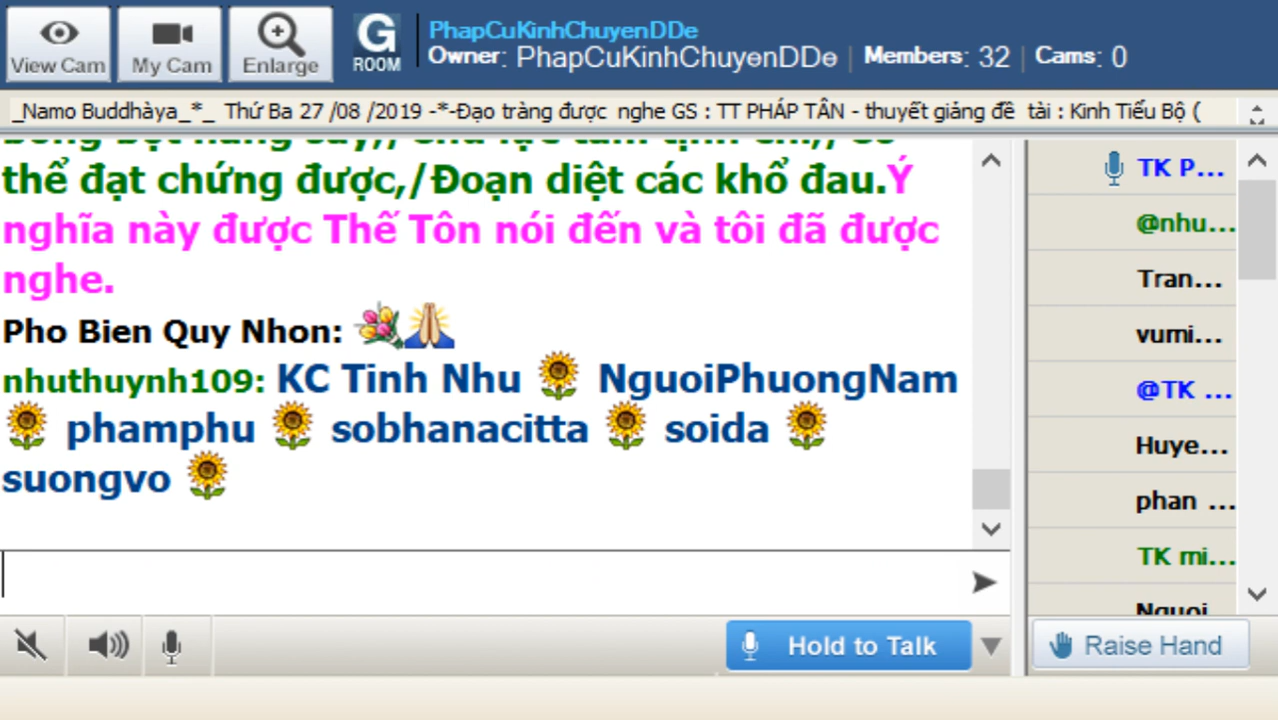 View Cam
My Cam
Enlarge
G ROOM
PhapCuKinhChuyenDDe
Owner: PhapCuKinhChuyenDDe | Members: 32 | Cams: 0
_Namo Buddhàya_*_ Thứ Ba 27 /08 /2019 -*-Đạo tràng được nghe GS : TT PHÁP TÂN - thuyết giảng đề tài : Kinh Tiểu Bộ (
thể đạt chứng được,/Đoạn diệt các khổ đau.Ý
nghĩa này được Thế Tôn nói đến và tôi đã được
nghe.
Pho Bien Quy Nhon: 💐🙏
nhuthuynh109: KC Tinh Nhu 🌻 NguoiPhuongNam
🌻 phamphu 🌻 sobhanacitta 🌻 soida 🌻
suongvo 🌻
TK P...
@nhu...
Tran...
vumi...
@TK ...
Huye...
phan ...
TK mi...
Nguoi
Hold to Talk
Raise Hand